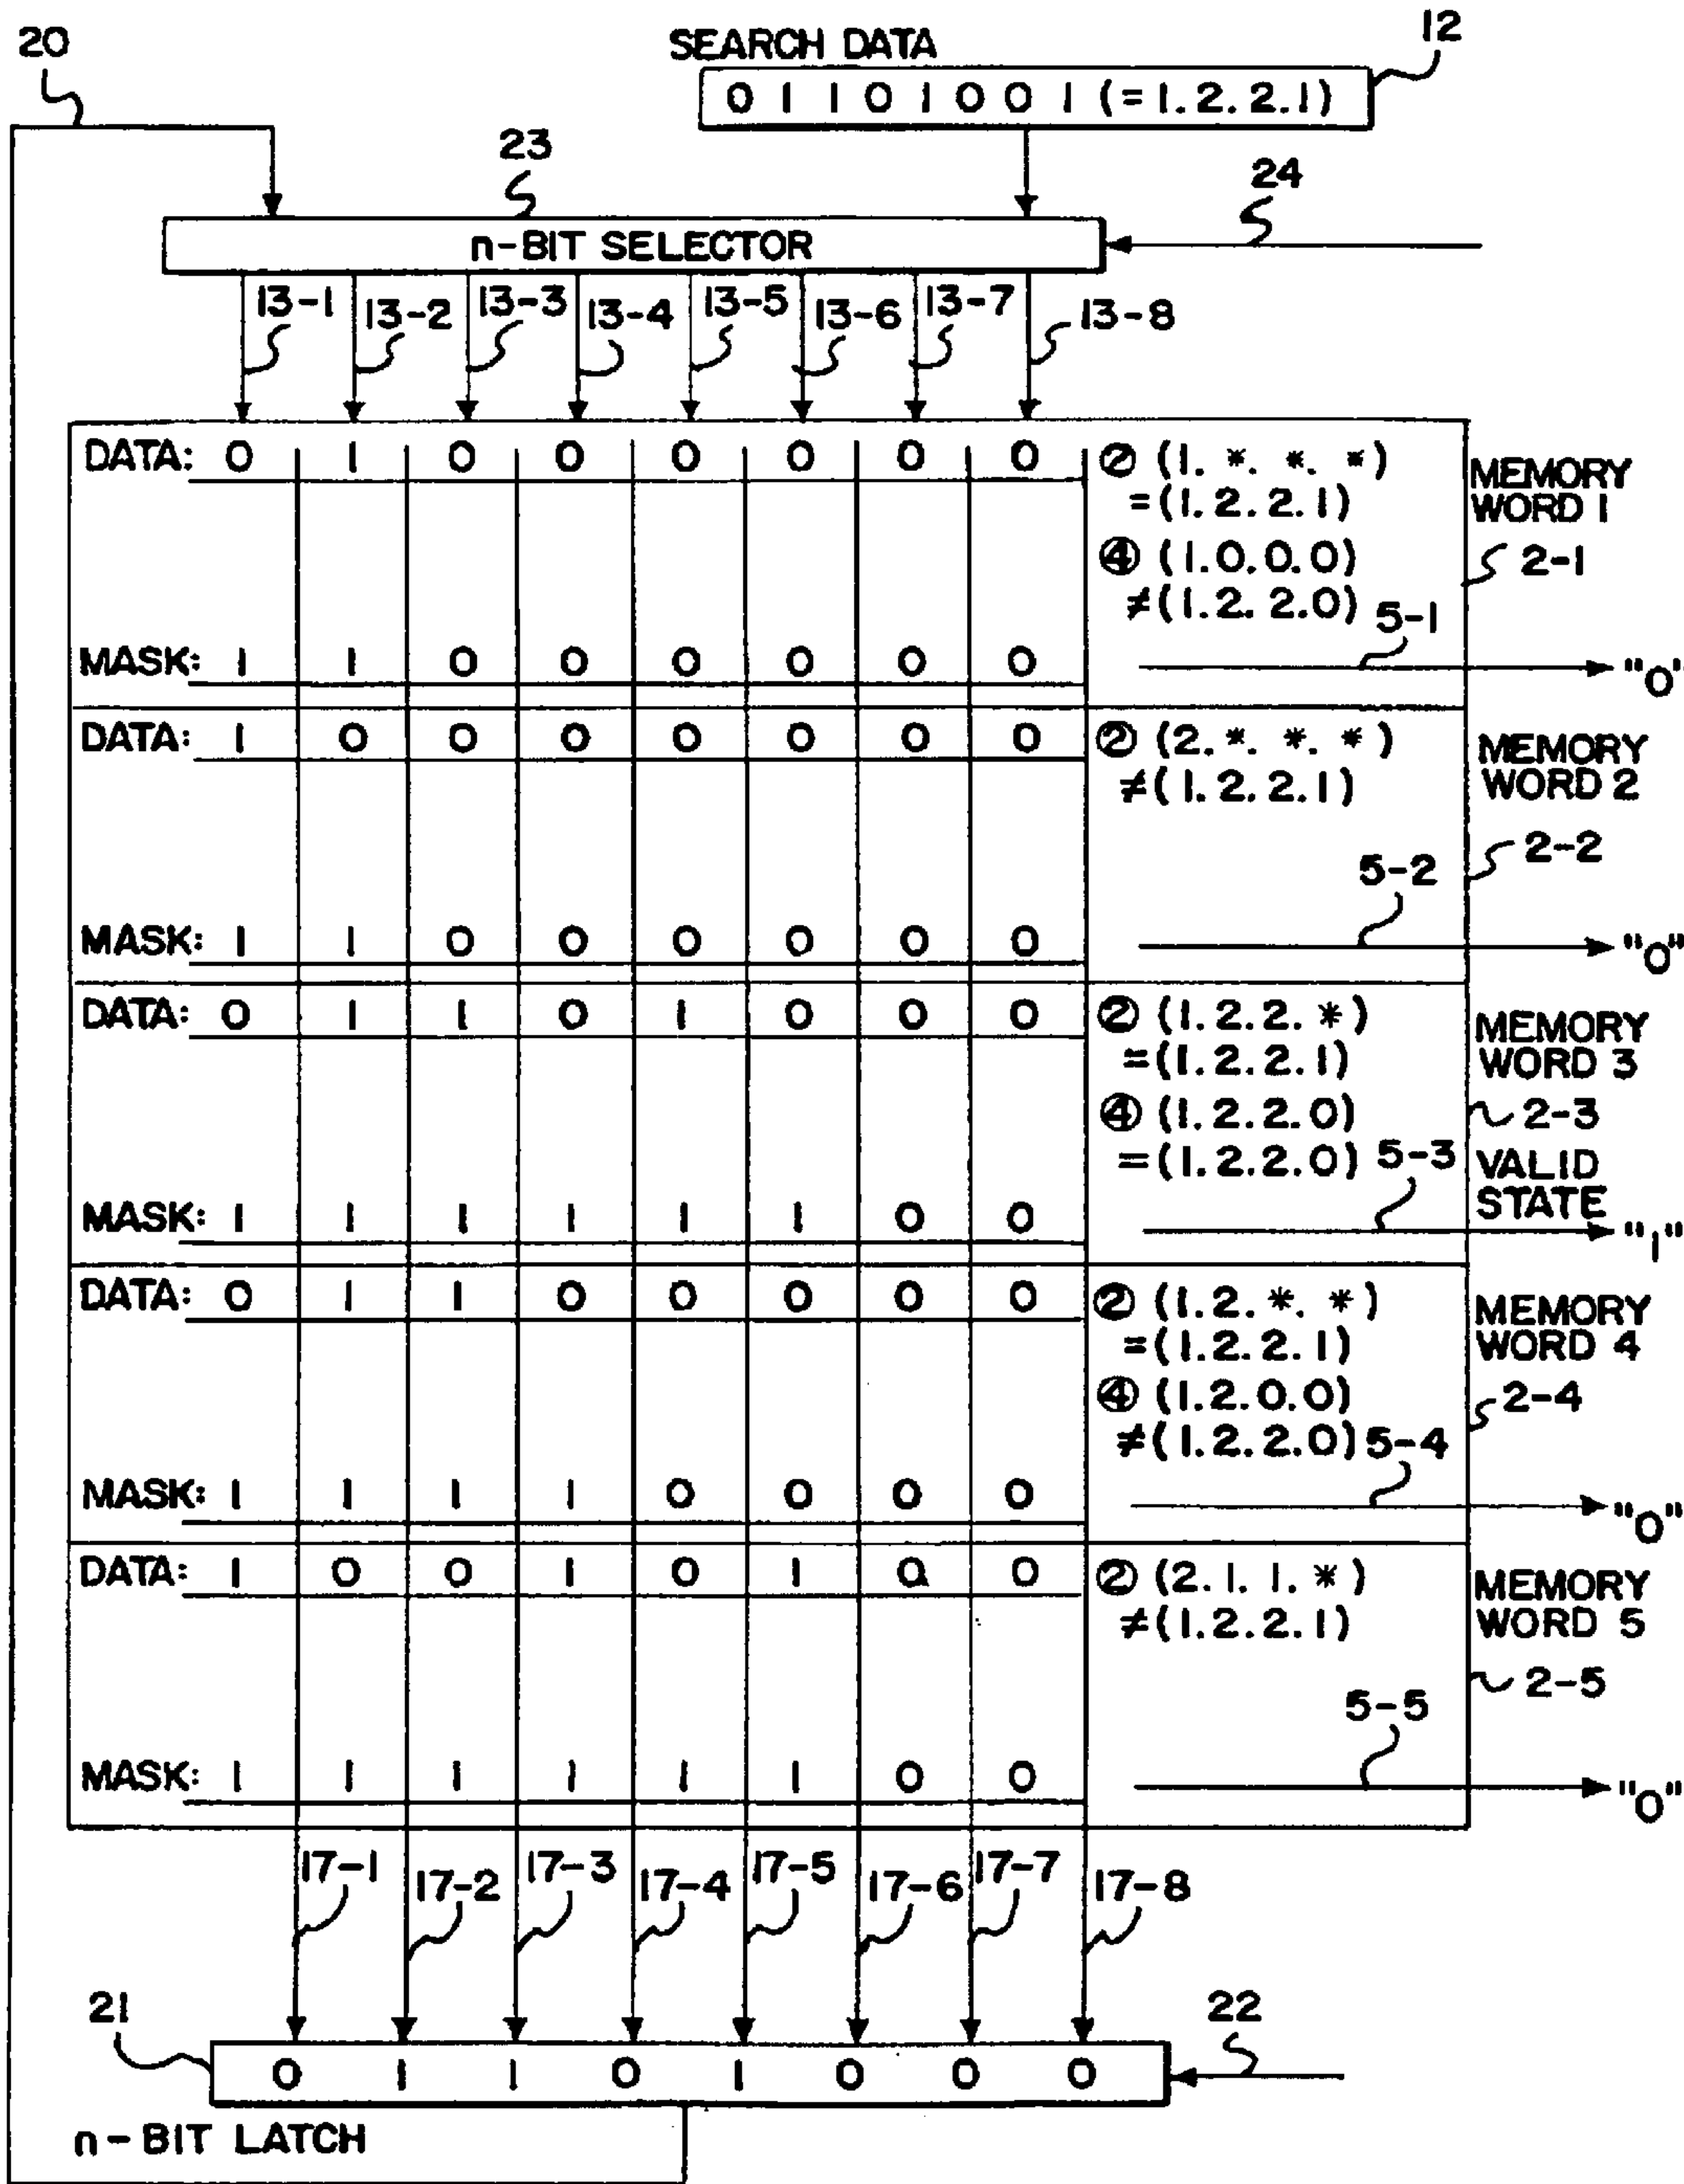 20
SEARCH DATA
12
0 1 1 0 1 0 0 1 (= 1. 2. 2. 1)
23
24
n-BIT SELECTOR
13-1 13-2 13-3 13-4 13-5 13-6 13-7 13-8
DATA: 0 1 0 0 0 0 0 0
② (1. *. *. *)
=(1. 2. 2. 1)
④ (1. 0. 0. 0)
≠(1. 2. 2. 0)
MEMORY
WORD 1
2-1
5-1
MASK: 1 1 0 0 0 0 0 0
"0"
DATA: 1 0 0 0 0 0 0 0
② (2. *. *. *)
≠(1. 2. 2. 1)
MEMORY
WORD 2
2-2
5-2
MASK: 1 1 0 0 0 0 0 0
"0"
DATA: 0 1 1 0 1 0 0 0
② (1. 2. 2. *)
=(1. 2. 2. 1)
④ (1. 2. 2. 0)
=(1. 2. 2. 0)
MEMORY
WORD 3
2-3
5-3
VALID
STATE
MASK: 1 1 1 1 1 1 0 0
"1"
DATA: 0 1 1 0 0 0 0 0
② (1. 2. *. *)
=(1. 2. 2. 1)
④ (1. 2. 0. 0)
≠(1. 2. 2. 0)
MEMORY
WORD 4
2-4
5-4
MASK: 1 1 1 1 0 0 0 0
"0"
DATA: 1 0 0 1 0 1 0 0
② (2. 1. 1. *)
≠(1. 2. 2. 1)
MEMORY
WORD 5
2-5
5-5
MASK: 1 1 1 1 1 1 0 0
"0"
17-1 17-2 17-3 17-4 17-5 17-6 17-7 17-8
21
22
0 1 1 0 1 0 0 0
n-BIT LATCH